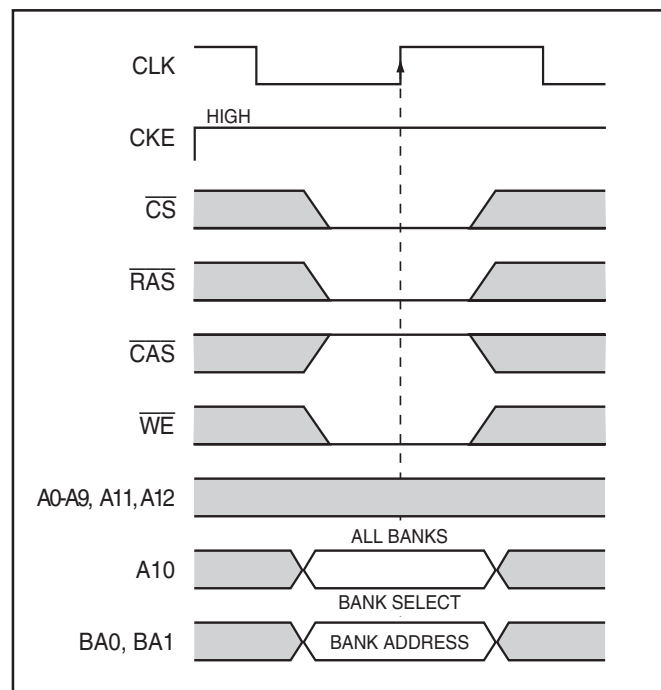 CLK
HIGH
CKE
CS
RAS
CAS
WE
A0-A9, A11, A12
ALL BANKS
A10
BANK SELECT
BA0, BA1
BANK ADDRESS